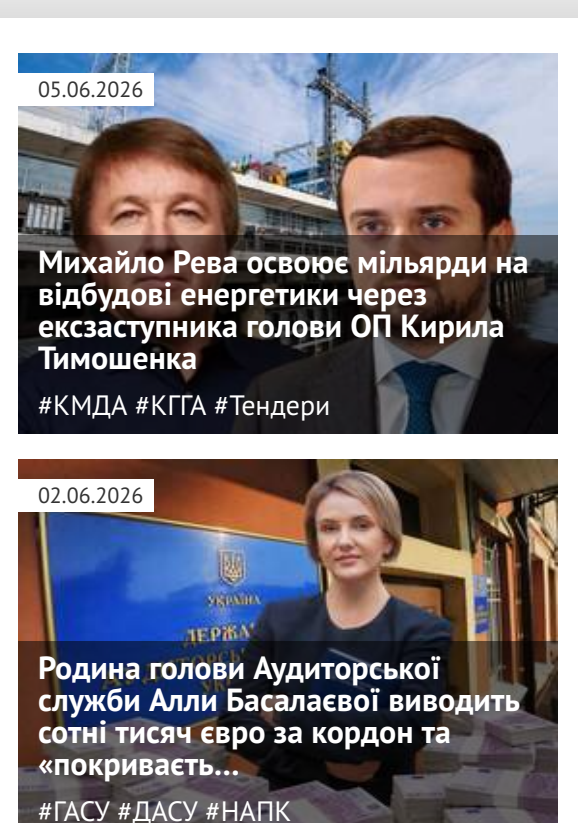 05.06.2026
Михайло Рева освоює мільярди на
відбудові енергетики через
ексзаступника голови ОП Кирила
Тимошенка
#КМДА #КГГА #Тендери
02.06.2026
УКРАЇНА
ДЕРЖА
Родина голови Аудиторської
служби Алли Басалаєвої виводить
сотні тисяч євро за кордон та
«покриваєть...
#ГАСУ #ДАСУ #НАПК